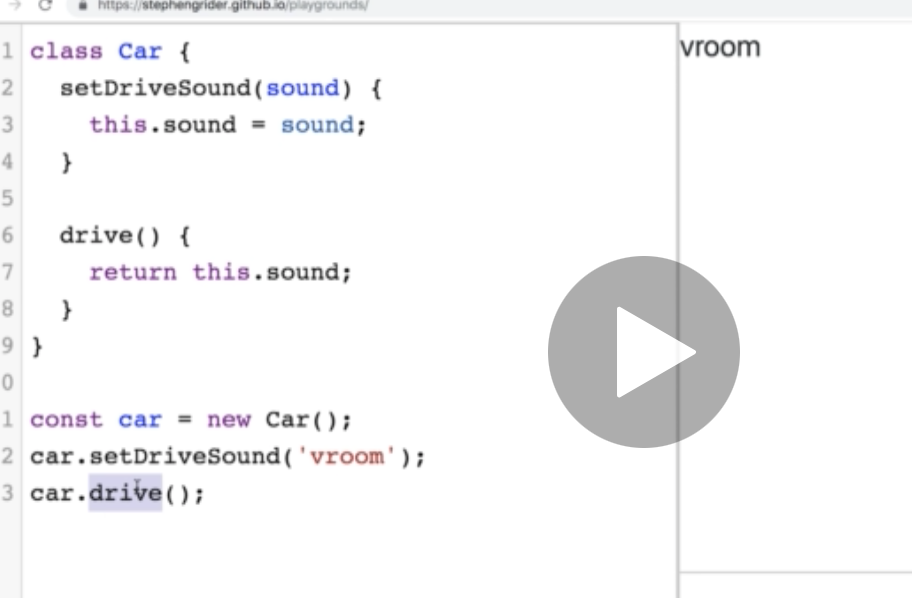 https://stephengrider.github.io/playgrounds/
1 class Car {
2 setDriveSound(sound) {
3 this.sound = sound;
4 }
5
6 drive() {
7 return this.sound;
8 }
9 }
0
1 const car = new Car();
2 car.setDriveSound('vroom');
3 car.drive();
vroom